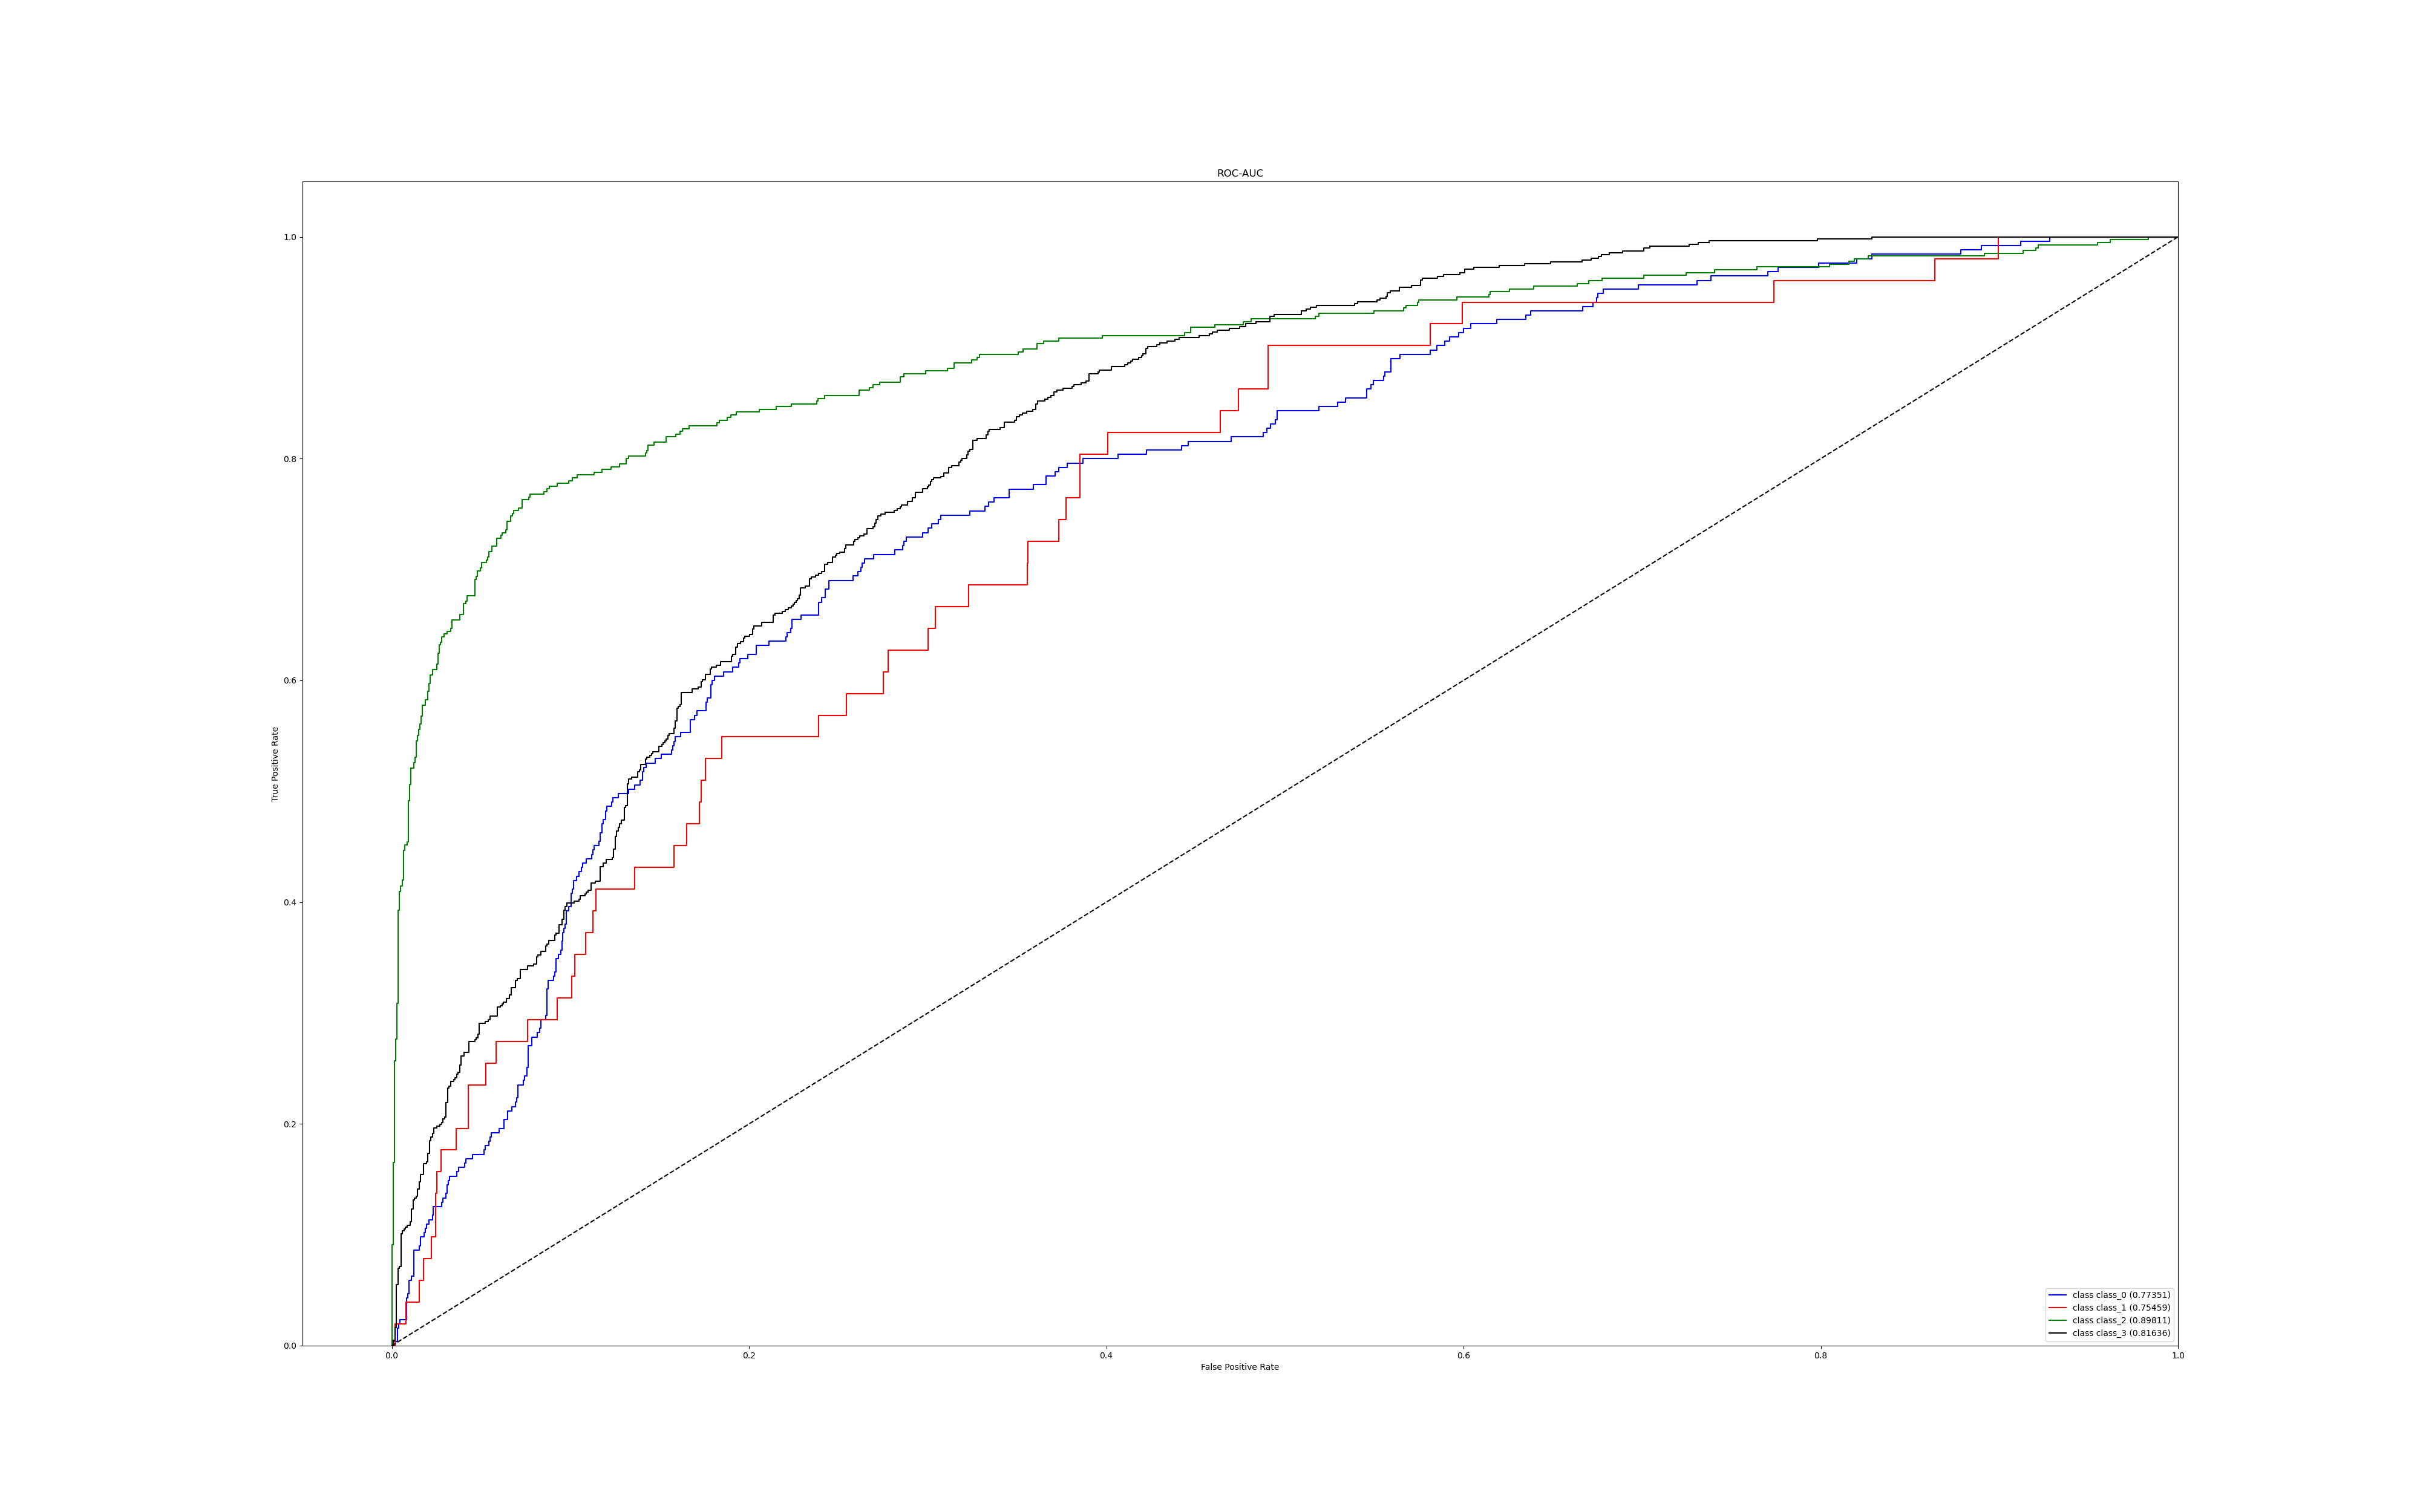 ROC-AUC
1.0
0.8
0.6
0.4
0.2
0.0
True Positive Rate
0.0 0.2 0.4 0.6 0.8 1.0
False Positive Rate
class class_0 (0.77351)
class class_1 (0.75459)
class class_2 (0.89811)
class class_3 (0.81636)